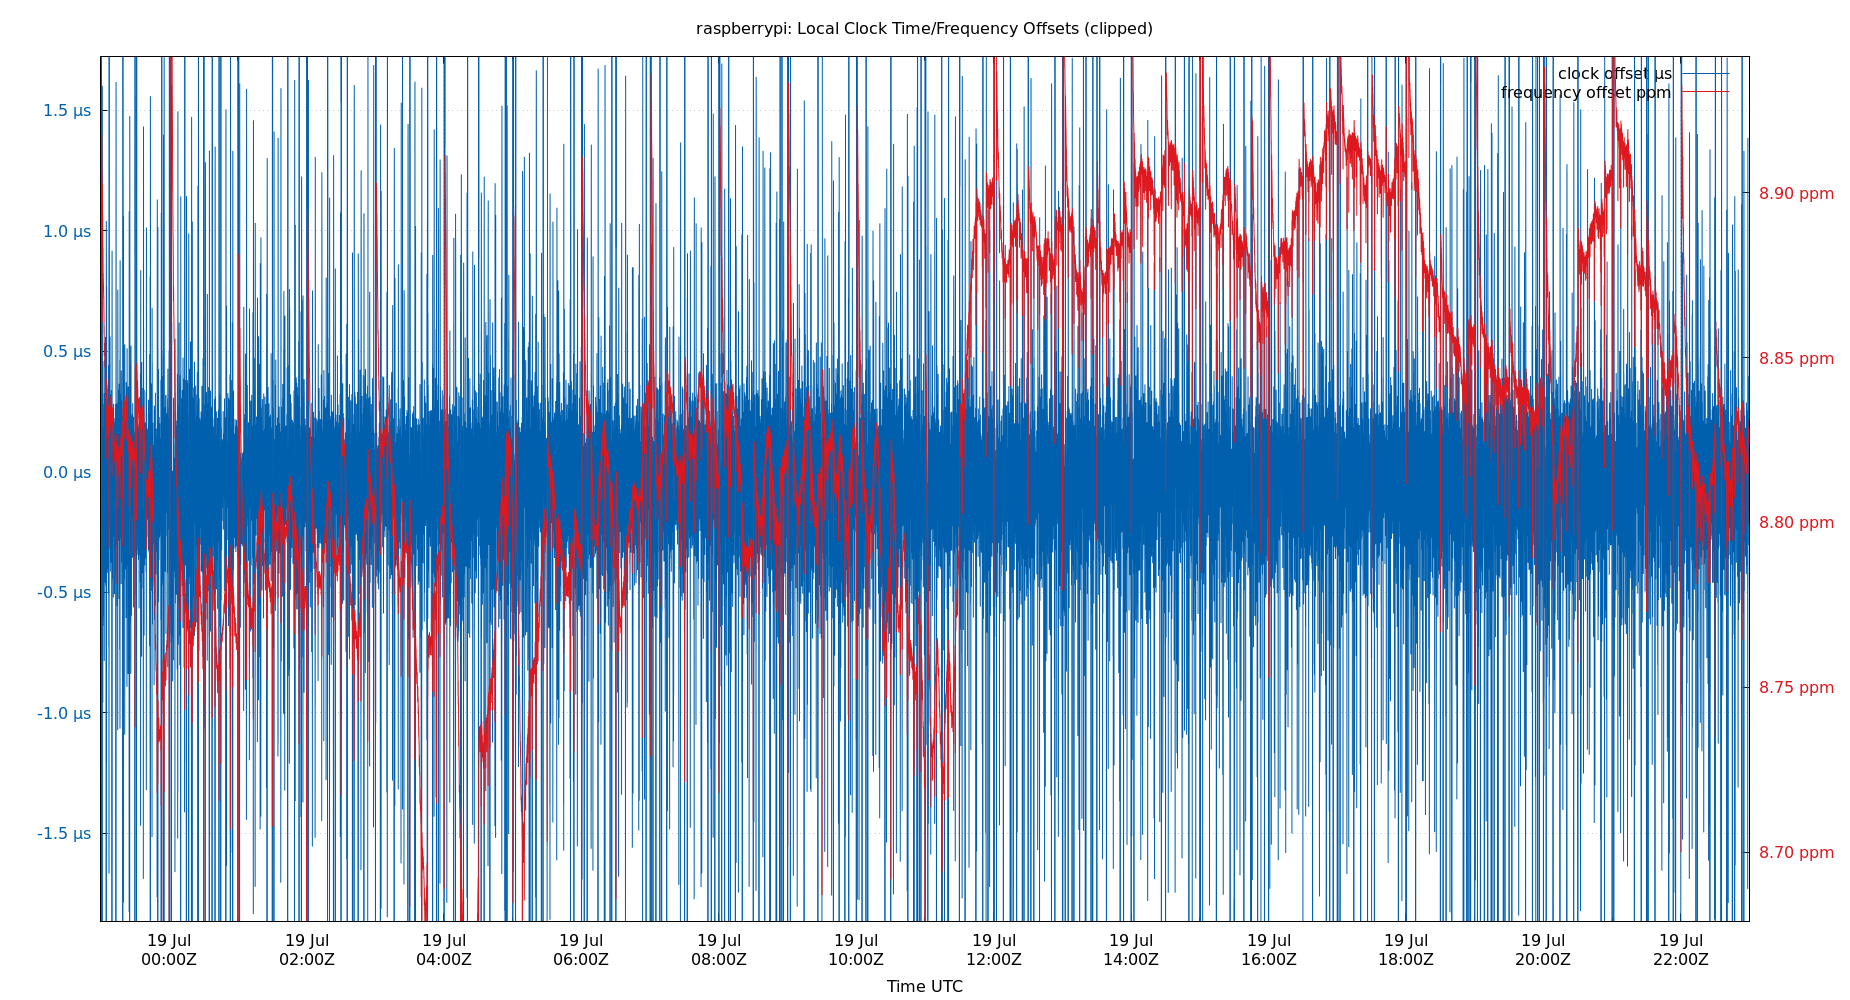 raspberrypi: Local Clock Time/Frequency Offsets (clipped)
clock offset µs
frequency offset ppm
1.5 µs
1.0 µs
0.5 µs
0.0 µs
-0.5 µs
-1.0 µs
-1.5 µs
8.90 ppm
8.85 ppm
8.80 ppm
8.75 ppm
8.70 ppm
19 Jul 19 Jul 19 Jul 19 Jul 19 Jul 19 Jul 19 Jul 19 Jul 19 Jul 19 Jul 19 Jul 19 Jul
00:00Z 02:00Z 04:00Z 06:00Z 08:00Z 10:00Z 12:00Z 14:00Z 16:00Z 18:00Z 20:00Z 22:00Z
Time UTC